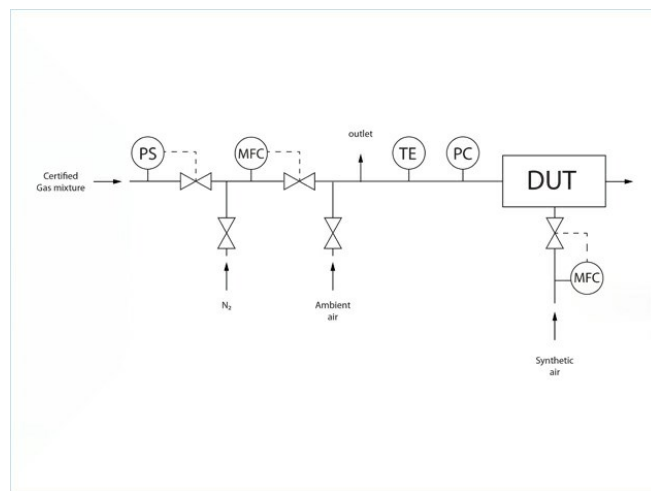 outlet
PS
MFC
TE
PC
Certified
Gas mixture
DUT
MFC
N₂
Ambient
air
Synthetic
air